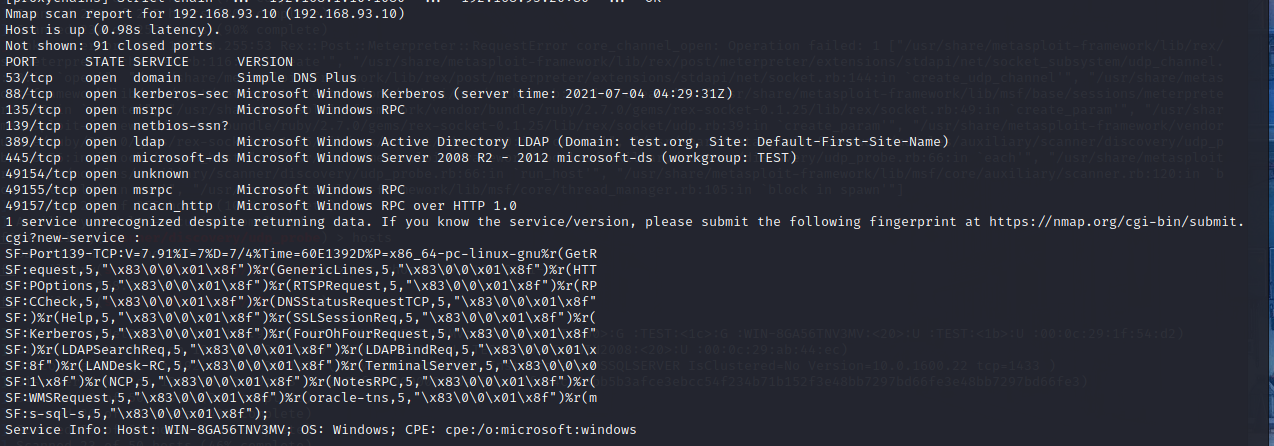 Nmap scan report for 192.168.93.10 (192.168.93.10)
Host is up (0.98s latency).
Not shown: 91 closed ports
PORT      STATE SERVICE      VERSION
53/tcp    open  domain       Simple DNS Plus
88/tcp    open  kerberos-sec Microsoft Windows Kerberos (server time: 2021-07-04 04:29:31Z)
135/tcp   open  msrpc        Microsoft Windows RPC
139/tcp   open  netbios-ssn?
389/tcp   open  ldap         Microsoft Windows Active Directory LDAP (Domain: test.org, Site: Default-First-Site-Name)
445/tcp   open  microsoft-ds Microsoft Windows Server 2008 R2 - 2012 microsoft-ds (workgroup: TEST)
49154/tcp open  unknown
49155/tcp open  msrpc        Microsoft Windows RPC
49157/tcp open  ncacn_http   Microsoft Windows RPC over HTTP 1.0
1 service unrecognized despite returning data. If you know the service/version, please submit the following fingerprint at https://nmap.org/cgi-bin/submit.
cgi?new-service :
SF-Port139-TCP:V=7.91%I=7%D=7/4%Time=60E1392D%P=x86_64-pc-linux-gnu%r(GetR
SF:equest,5,"\x83\0\0\x01\x8f")%r(GenericLines,5,"\x83\0\0\x01\x8f")%r(HTT
SF:POptions,5,"\x83\0\0\x01\x8f")%r(RTSPRequest,5,"\x83\0\0\x01\x8f")%r(RP
SF:CCheck,5,"\x83\0\0\x01\x8f")%r(DNSStatusRequestTCP,5,"\x83\0\0\x01\x8f"
SF:)%r(Help,5,"\x83\0\0\x01\x8f")%r(SSLSessionReq,5,"\x83\0\0\x01\x8f")%r(
SF:Kerberos,5,"\x83\0\0\x01\x8f")%r(FourOhFourRequest,5,"\x83\0\0\x01\x8f"
SF:)%r(LDAPSearchReq,5,"\x83\0\0\x01\x8f")%r(LDAPBindReq,5,"\x83\0\0\x01\x
SF:8f")%r(LANDesk-RC,5,"\x83\0\0\x01\x8f")%r(TerminalServer,5,"\x83\0\0\x0
SF:1\x8f")%r(NCP,5,"\x83\0\0\x01\x8f")%r(NotesRPC,5,"\x83\0\0\x01\x8f")%r(
SF:WMSRequest,5,"\x83\0\0\x01\x8f")%r(oracle-tns,5,"\x83\0\0\x01\x8f")%r(m
SF:s-sql-s,5,"\x83\0\0\x01\x8f");
Service Info: Host: WIN-8GA56TNV3MV; OS: Windows; CPE: cpe:/o:microsoft:windows